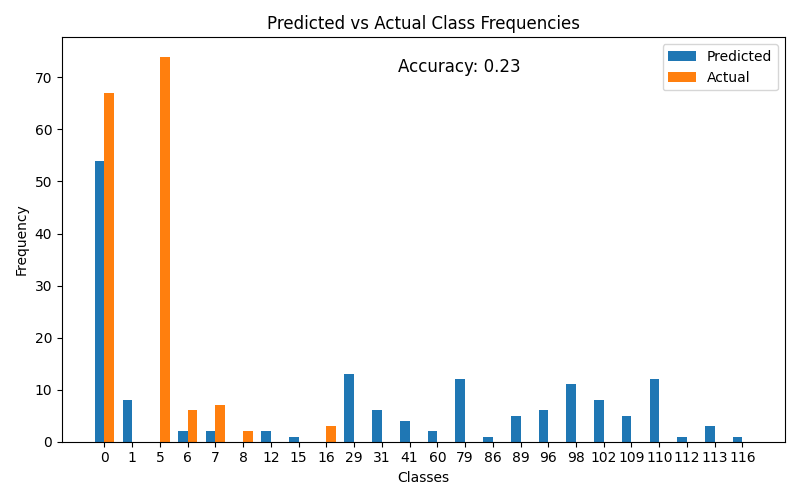 Predicted vs Actual Class Frequencies
Accuracy: 0.23
Predicted
Actual
Frequency
70
60
50
40
30
20
10
0
0 1 5 6 7 8 12 15 16 29 31 41 60 79 86 89 96 98 102 109 110 112 113 116
Classes